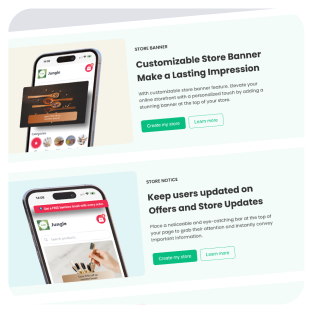 STORE BANNER
Customizable Store Banner
Make a Lasting Impression
With customizable store banner feature. Elevate your
online storefront with a personalized touch by adding a
stunning banner at the top of your store.
Create my store
Learn more
Jungle
Categories
STORE NOTICE
Keep users updated on
Offers and Store Updates
Place a noticeable and eye-catching bar at the top of
your page to grab their attention and instantly convey
important information.
Create my store
Learn more
Jungle
Search products